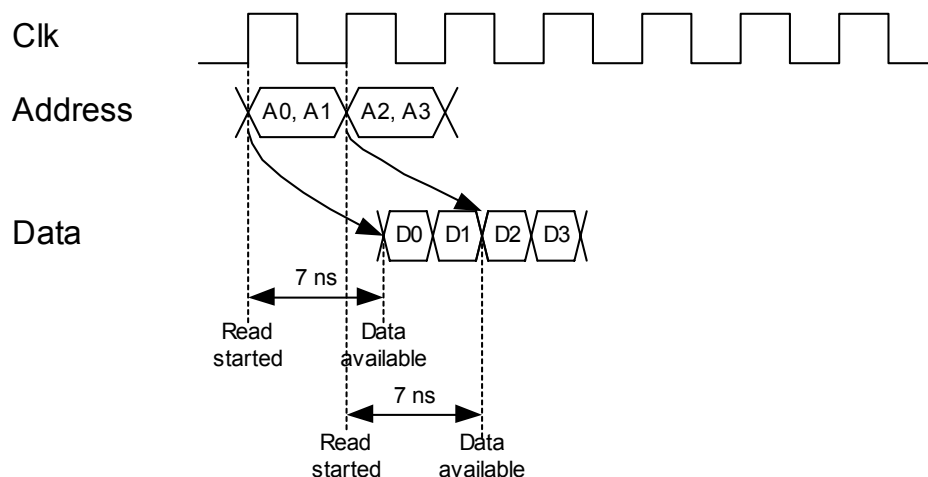 Clk
Address
A0, A1
A2, A3
Data
D0
D1
D2
D3
7 ns
Read
started
Data
available
7 ns
Read
started
Data
available